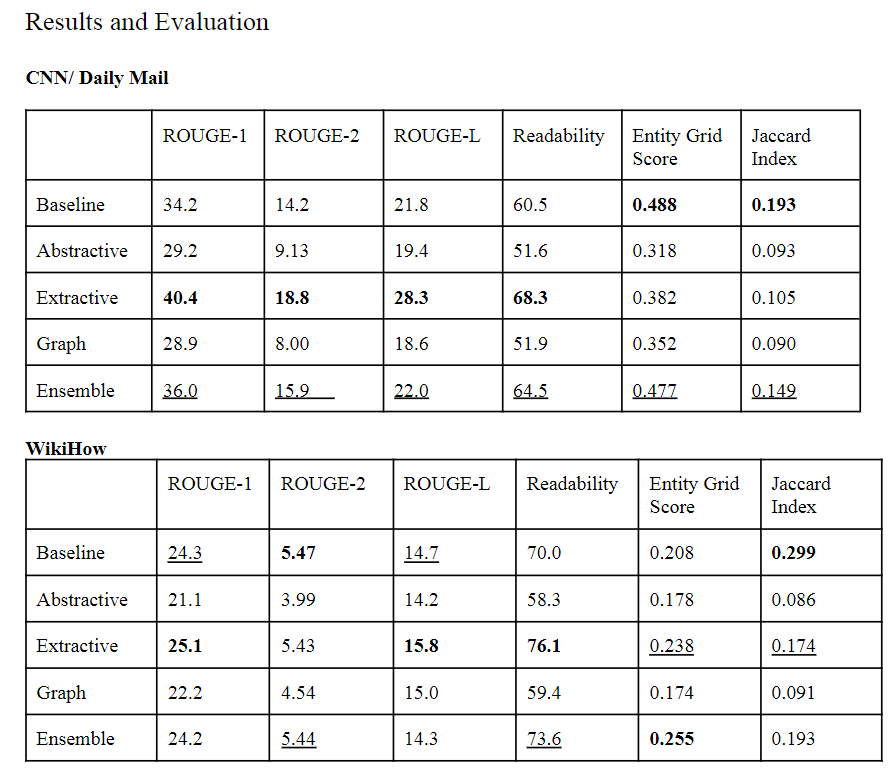 Results and Evaluation
CNN/ Daily Mail
ROUGE-1 ROUGE-2 ROUGE-L Readability Entity Grid Score Jaccard Index
Baseline 34.2 14.2 21.8 60.5 0.488 0.193
Abstractive 29.2 9.13 19.4 51.6 0.318 0.093
Extractive 40.4 18.8 28.3 68.3 0.382 0.105
Graph 28.9 8.00 18.6 51.9 0.352 0.090
Ensemble 36.0 15.9 22.0 64.5 0.477 0.149
WikiHow
ROUGE-1 ROUGE-2 ROUGE-L Readability Entity Grid Score Jaccard Index
Baseline 24.3 5.47 14.7 70.0 0.208 0.299
Abstractive 21.1 3.99 14.2 58.3 0.178 0.086
Extractive 25.1 5.43 15.8 76.1 0.238 0.174
Graph 22.2 4.54 15.0 59.4 0.174 0.091
Ensemble 24.2 5.44 14.3 73.6 0.255 0.193